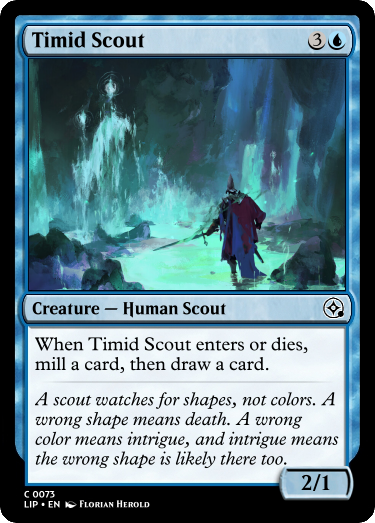 Timid Scout 3
Creature — Human Scout
When Timid Scout enters or dies,
mill a card, then draw a card.
A scout watches for shapes, not colors. A
wrong shape means death. A wrong
color means intrigue, and intrigue means
the wrong shape is likely there too.
2/1
C 0073
LIP • EN Florian Herold